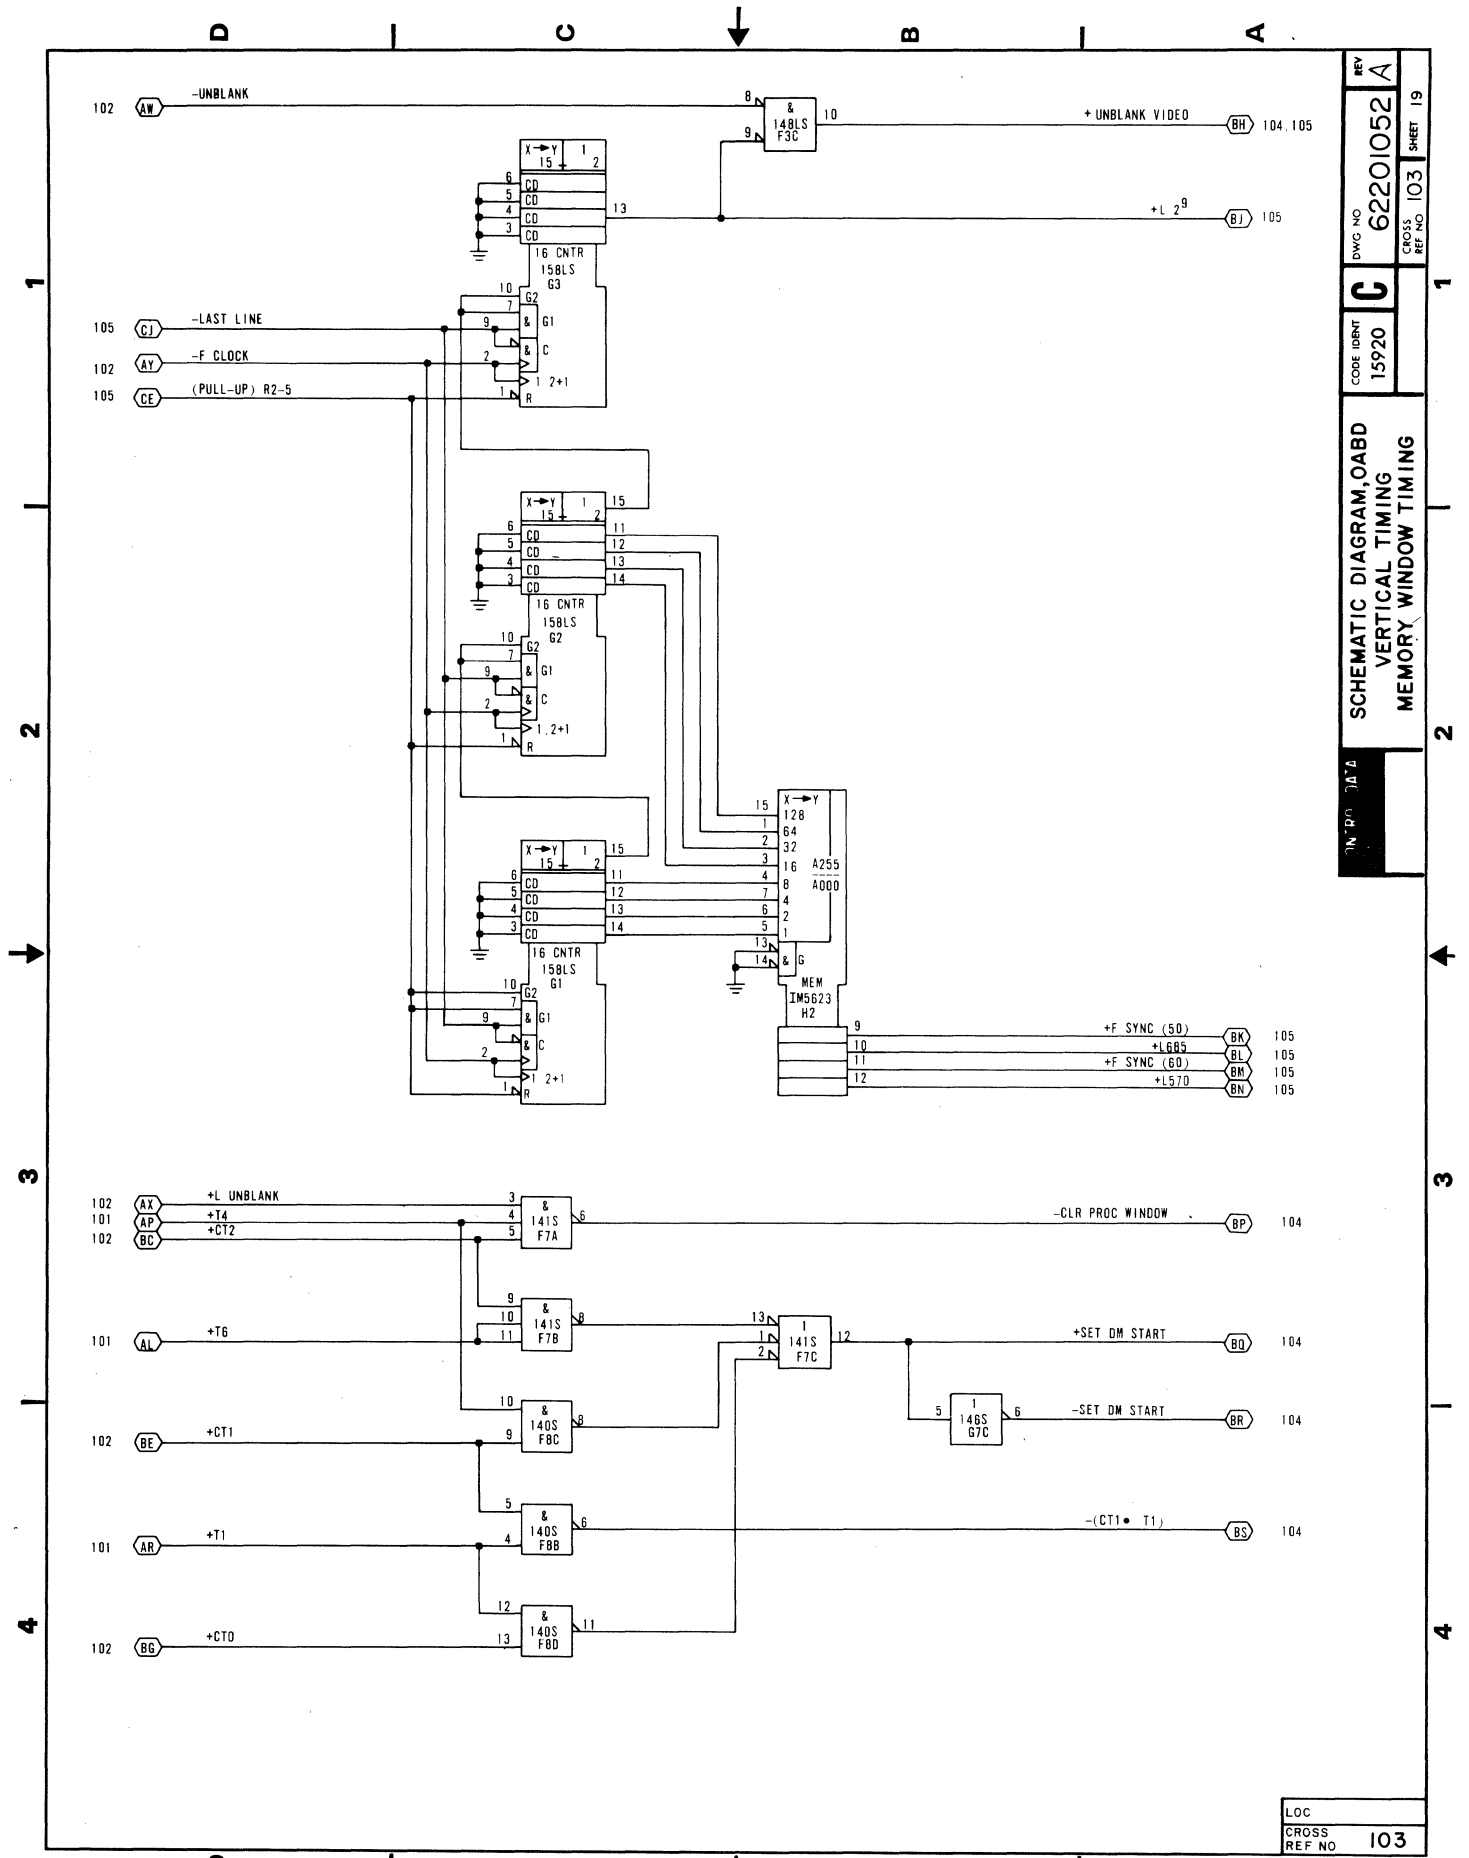 D C B A
102 AW -UNBLANK
8
9
&
148LS
F3C
10
+UNBLANK VIDEO BH 104,105
X→Y 1
15 + 2
6 CD
5 CD
4 CD
3 CD
13
+L 2⁹ BJ 105
16 CNTR
158LS
G3
10 G2
7
9 & G1
& C
2
1 2+1
1 R
105 CJ -LAST LINE
102 AY -F CLOCK
105 CE (PULL-UP) R2-5
1 1
X→Y 1 15
15 + 2
6 CD 11
5 CD 12
4 CD 13
3 CD 14
16 CNTR
158LS
G2
10 G2
7
9 & G1
& C
2
1,2+1
1 R
2 2
X→Y 1 15
15 + 2
6 CD 11
5 CD 12
4 CD 13
3 CD 14
16 CNTR
158LS
G1
10 G2
7
9 & G1
& C
2
1 2+1
1 R
X→Y
15 128
1 64
2 32
3 16
4 8
7 4
6 2
5 1
A255
A000
13
14 & G
MEM
IM5623
H2
9 +F SYNC (50) BK 105
10 +L685 BL 105
11 +F SYNC (60) BM 105
12 +L570 BN 105
3 3
102 AX +L UNBLANK 3
101 AP +T4 4
102 BC +CT2 5
&
141S
F7A
6
-CLR PROC WINDOW BP 104
9
10
101 AL +T6 11
&
141S
F7B
8
13
1
2
1
141S
F7C
12
+SET DM START BQ 104
10
102 BE +CT1 9
&
140S
F8C
8
5
1
146S
G7C
6
-SET DM START BR 104
5
101 AR +T1 4
&
140S
F8B
6
-(CT1• T1) BS 104
12
102 BG +CT0 13
&
140S
F8D
11
4 4
SCHEMATIC DIAGRAM,OABD
VERTICAL TIMING
MEMORY WINDOW TIMING
CODE IDENT
15920
C
DWG NO
62201052
REV
A
CROSS
REF NO 103
SHEET 19
LOC
CROSS
REF NO 103